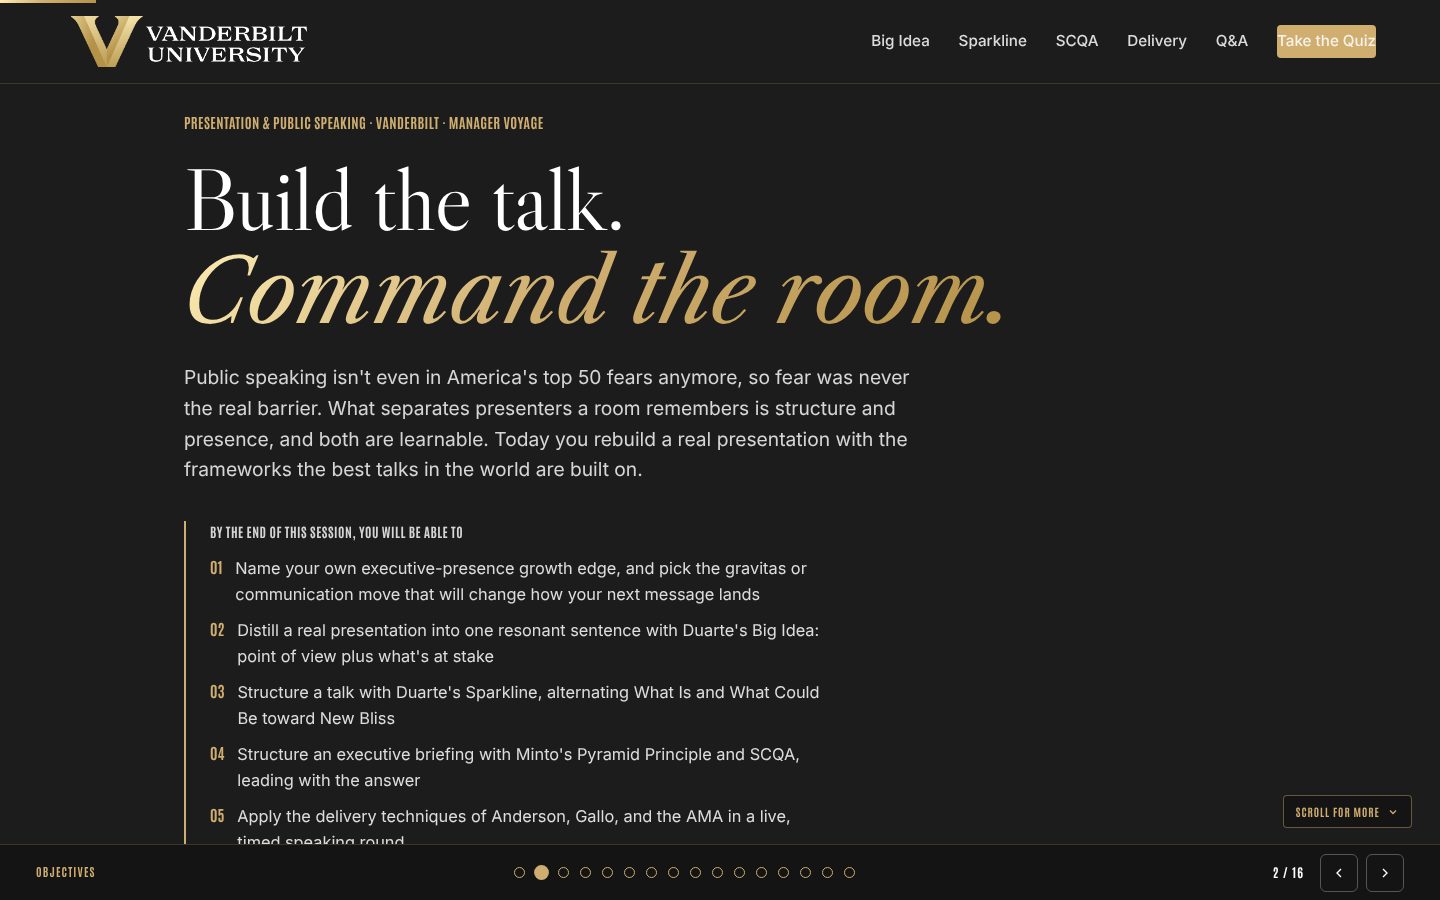 VANDERBILT
UNIVERSITY
Big Idea
Sparkline
SCQA
Delivery
Q&A
Take the Quiz
PRESENTATION & PUBLIC SPEAKING · VANDERBILT · MANAGER VOYAGE
Build the talk.
Command the room.
Public speaking isn't even in America's top 50 fears anymore, so fear was never
the real barrier. What separates presenters a room remembers is structure and
presence, and both are learnable. Today you rebuild a real presentation with the
frameworks the best talks in the world are built on.
BY THE END OF THIS SESSION, YOU WILL BE ABLE TO
01 Name your own executive-presence growth edge, and pick the gravitas or
communication move that will change how your next message lands
02 Distill a real presentation into one resonant sentence with Duarte's Big Idea:
point of view plus what's at stake
03 Structure a talk with Duarte's Sparkline, alternating What Is and What Could
Be toward New Bliss
04 Structure an executive briefing with Minto's Pyramid Principle and SCQA,
leading with the answer
05 Apply the delivery techniques of Anderson, Gallo, and the AMA in a live,
timed speaking round
SCROLL FOR MORE
OBJECTIVES
2 / 16